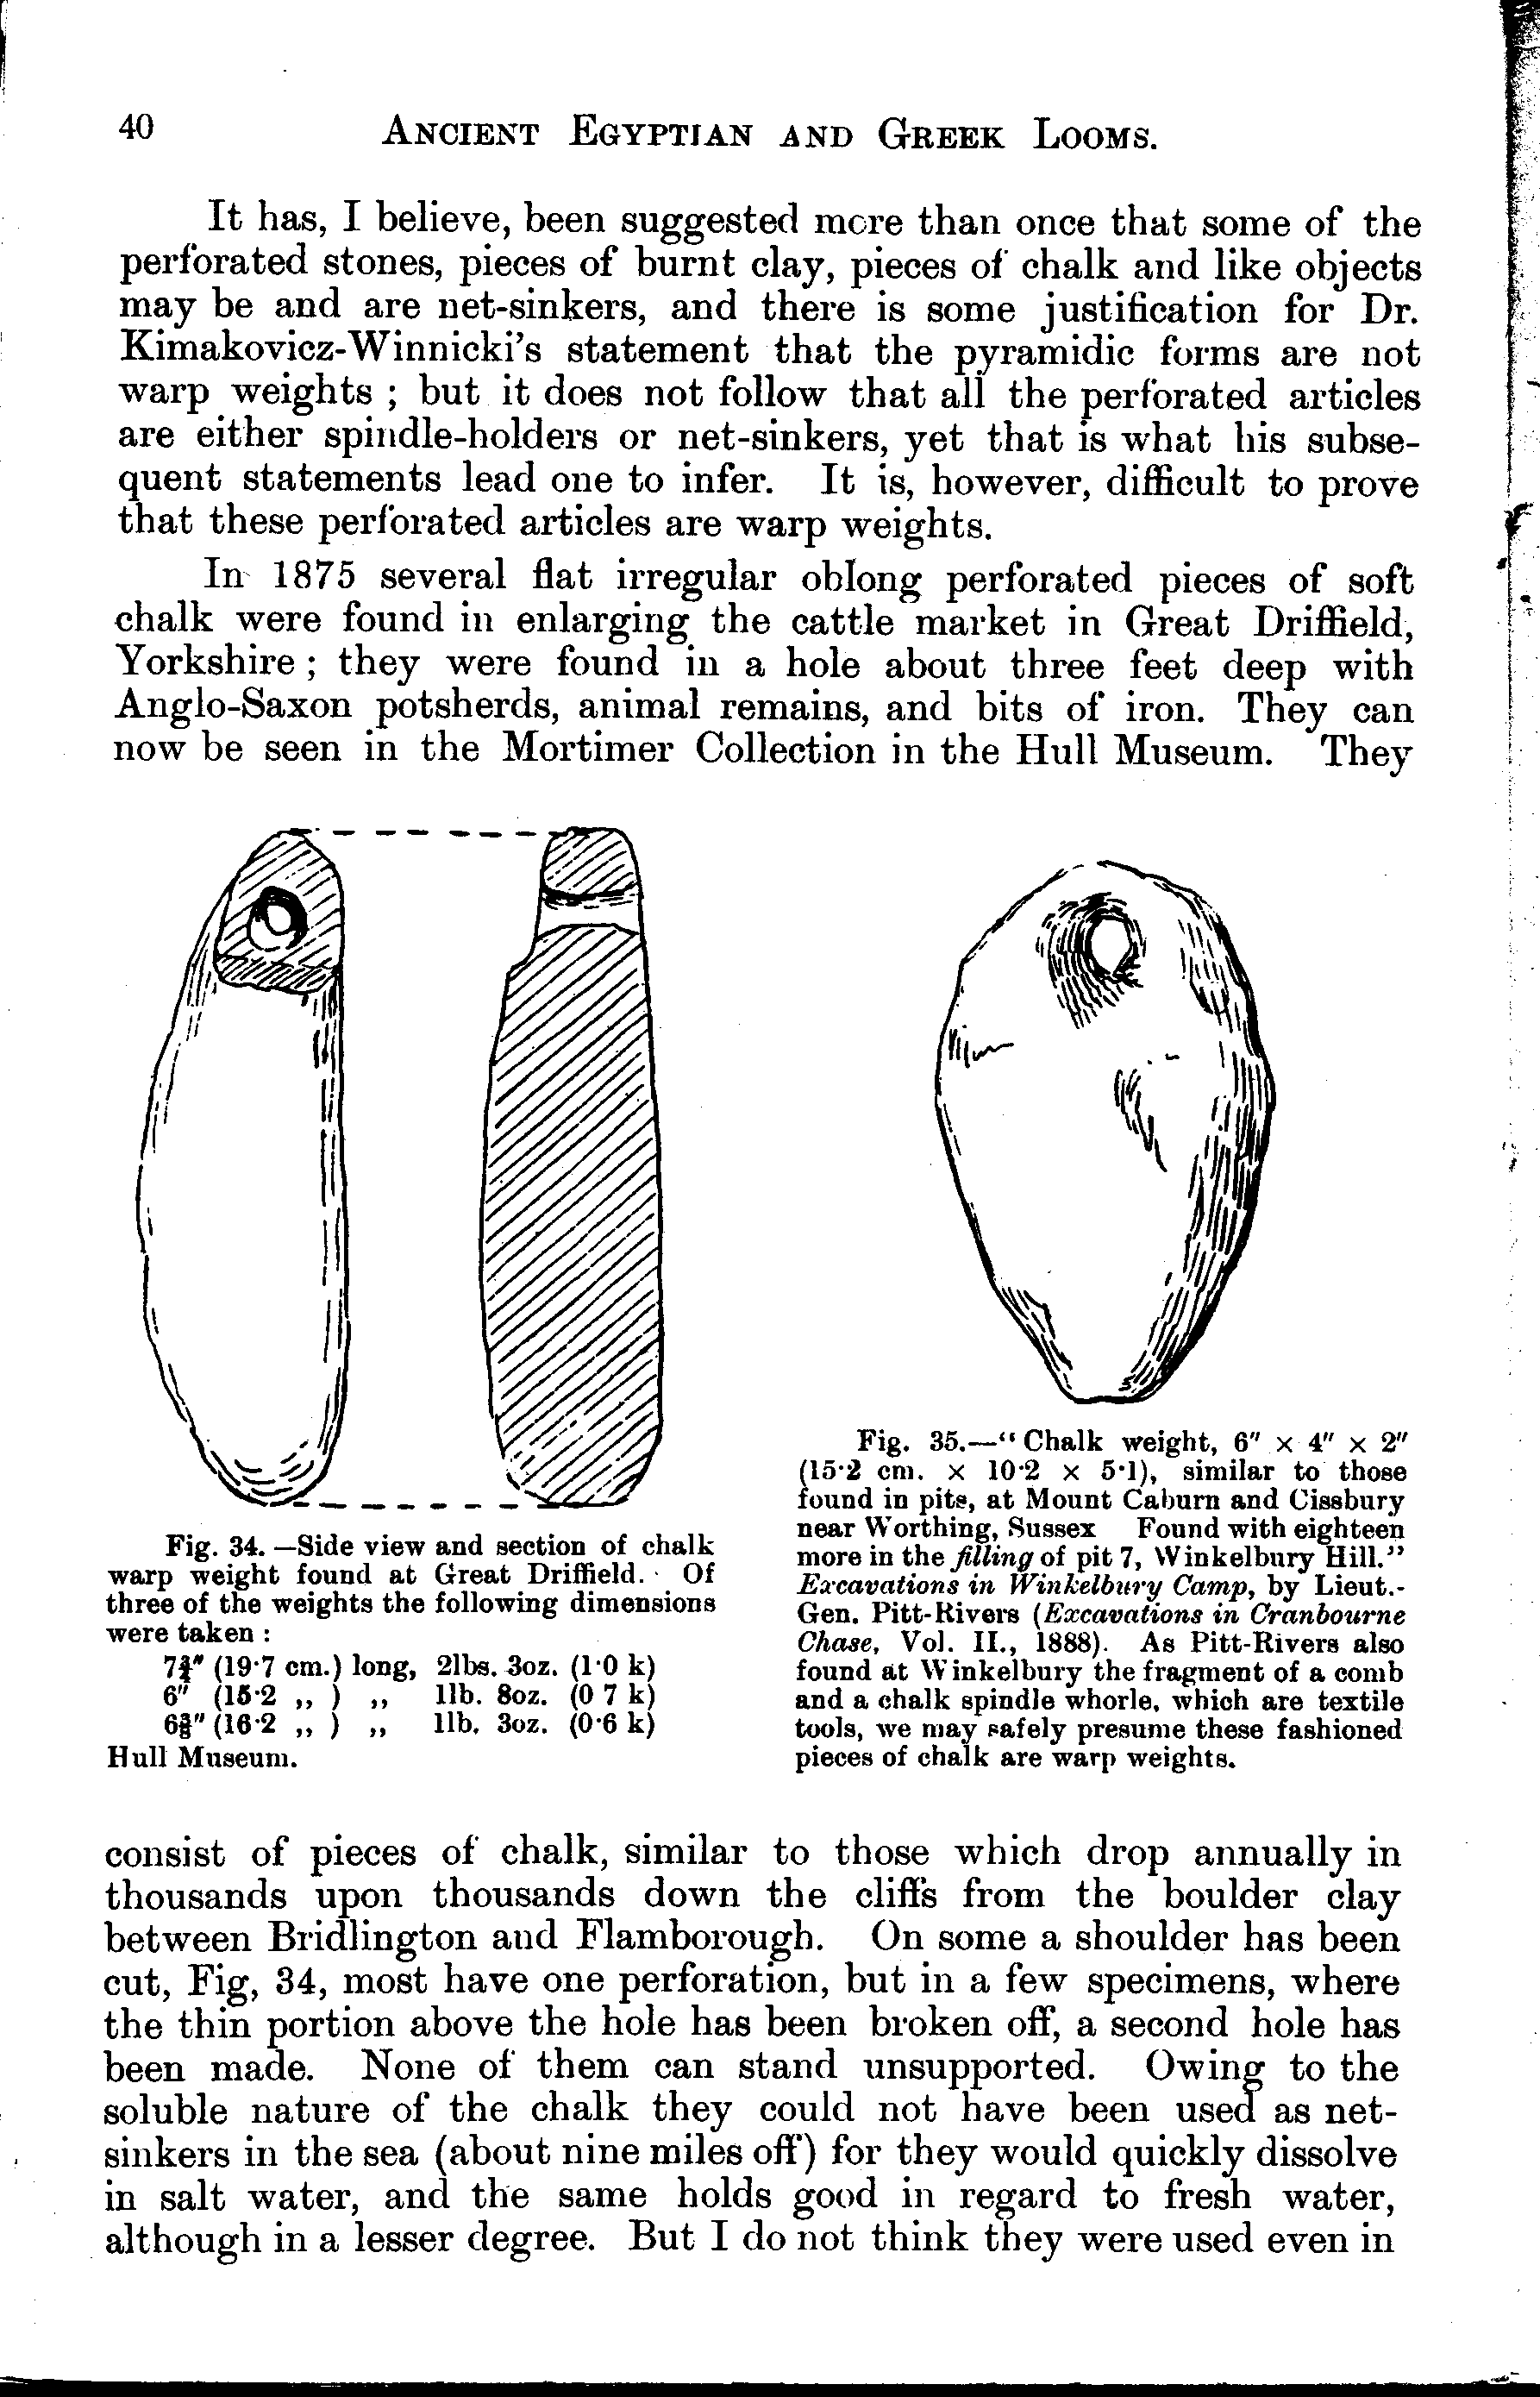 40 ANCIENT EGYPTIAN AND GREEK LOOMS.
It has, I believe, been suggested more than once that some of the
perforated stones, pieces of burnt clay, pieces of chalk and like objects
may be and are net-sinkers, and there is some justification for Dr.
Kimakovicz-Winnicki's statement that the pyramidic forms are not
warp weights ; but it does not follow that all the perforated articles
are either spindle-holders or net-sinkers, yet that is what his subse-
quent statements lead one to infer. It is, however, difficult to prove
that these perforated articles are warp weights.
In 1875 several flat irregular oblong perforated pieces of soft
chalk were found in enlarging the cattle market in Great Driffield,
Yorkshire ; they were found in a hole about three feet deep with
Anglo-Saxon potsherds, animal remains, and bits of iron. They can
now be seen in the Mortimer Collection in the Hull Museum. They
Fig. 34. —Side view and section of chalk
warp weight found at Great Driffield. Of
three of the weights the following dimensions
were taken :
7¾" (19·7 cm.) long, 2lbs. 3oz. (1·0 k)
6" (15·2 ,, ) ,, 1lb. 8oz. (0 7 k)
6⅜" (16·2 ,, ) ,, 1lb. 3oz. (0·6 k)
Hull Museum.
Fig. 35.—“ Chalk weight, 6" × 4" × 2"
(15·2 cm. × 10·2 × 5·1), similar to those
found in pits, at Mount Caburn and Cissbury
near Worthing, Sussex Found with eighteen
more in the filling of pit 7, Winkelbury Hill.”
Excavations in Winkelbury Camp, by Lieut.-
Gen. Pitt-Rivers (Excavations in Cranbourne
Chase, Vol. II., 1888). As Pitt-Rivers also
found at Winkelbury the fragment of a comb
and a chalk spindle whorle, which are textile
tools, we may safely presume these fashioned
pieces of chalk are warp weights.
consist of pieces of chalk, similar to those which drop annually in
thousands upon thousands down the cliffs from the boulder clay
between Bridlington and Flamborough. On some a shoulder has been
cut, Fig, 34, most have one perforation, but in a few specimens, where
the thin portion above the hole has been broken off, a second hole has
been made. None of them can stand unsupported. Owing to the
soluble nature of the chalk they could not have been used as net-
sinkers in the sea (about nine miles off) for they would quickly dissolve
in salt water, and the same holds good in regard to fresh water,
although in a lesser degree. But I do not think they were used even in